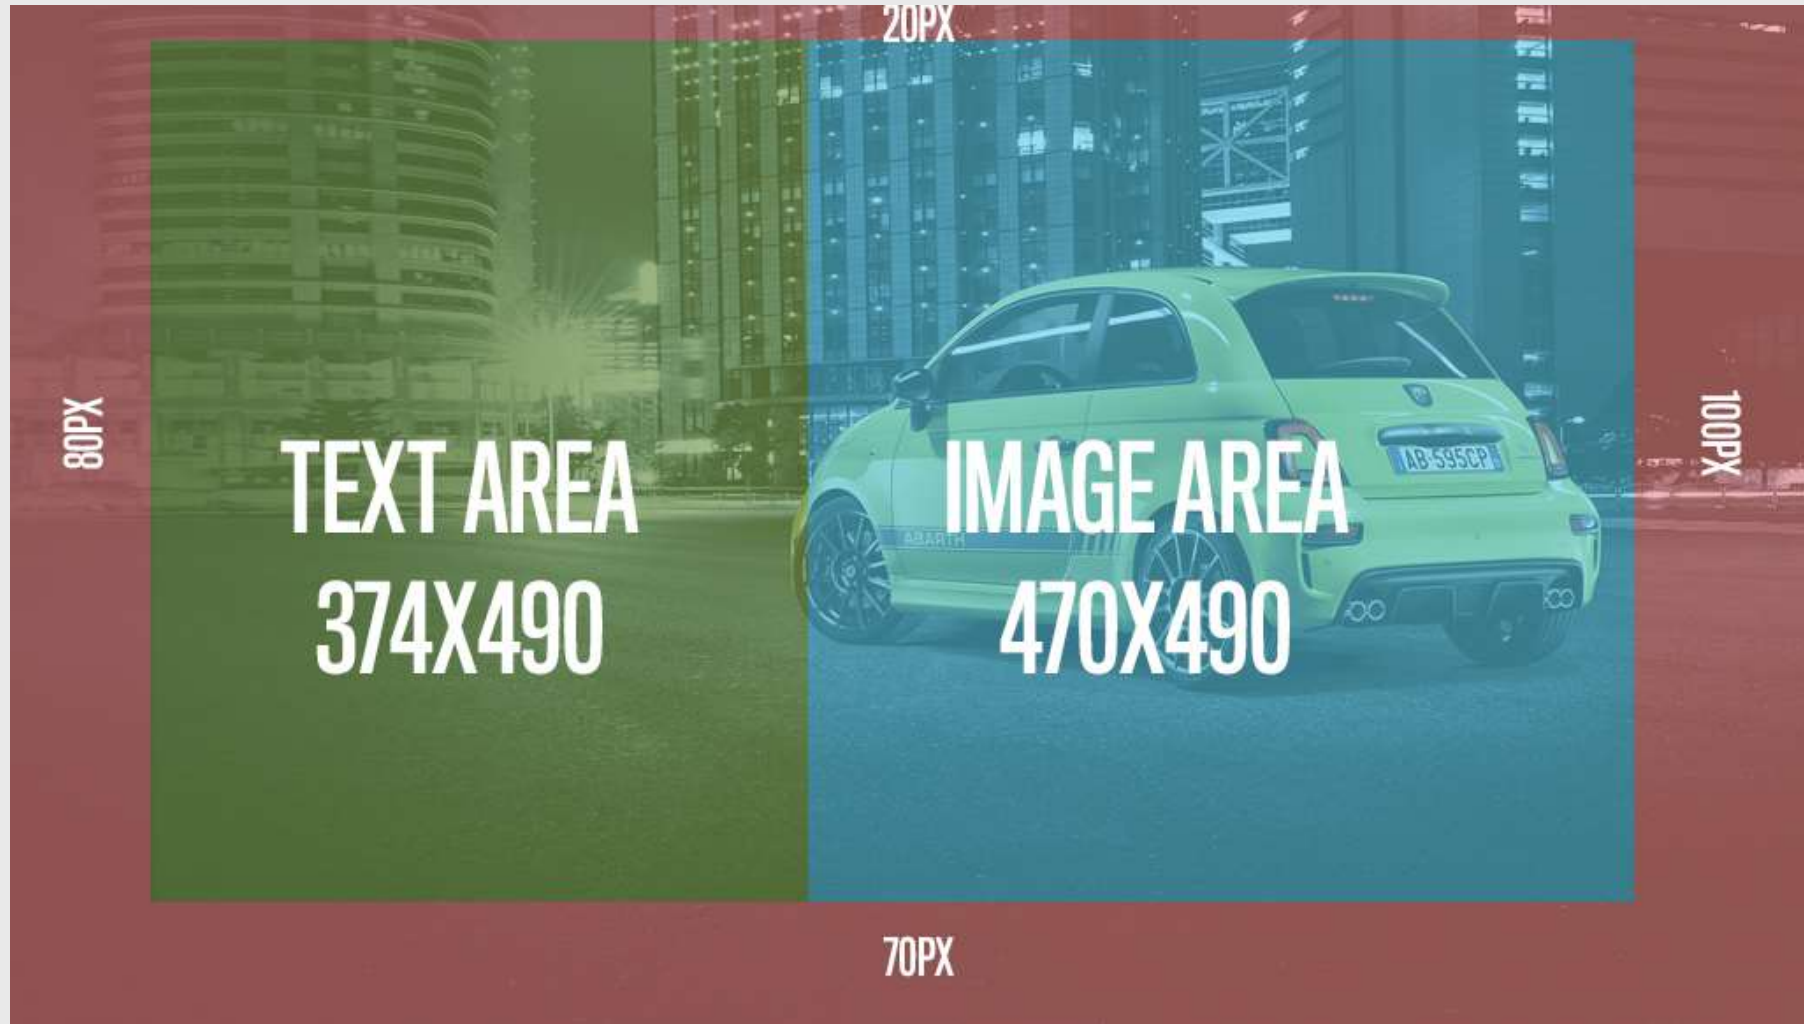 20PX
80PX
100PX
TEXT AREA
374X490
IMAGE AREA
470X490
AB 595CP
ABARTH
70PX